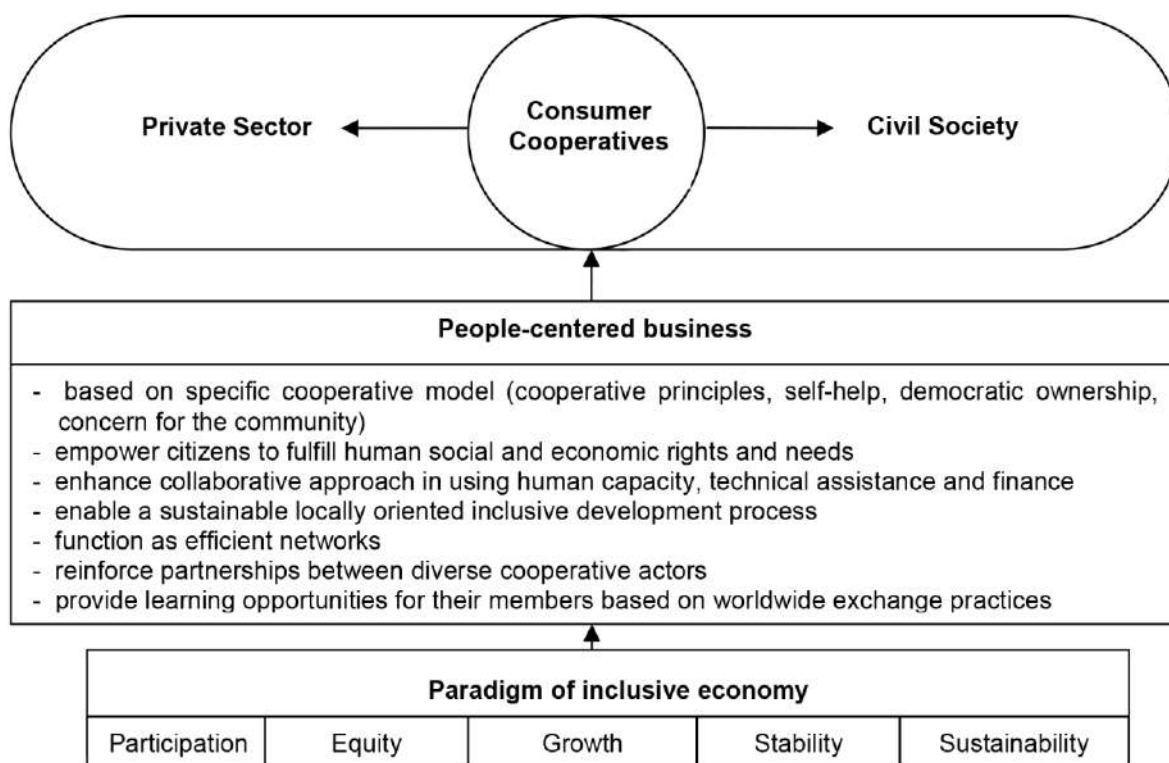 Private Sector
Consumer
Cooperatives
Civil Society
People-centered business
- based on specific cooperative model (cooperative principles, self-help, democratic ownership,
concern for the community)
- empower citizens to fulfill human social and economic rights and needs
- enhance collaborative approach in using human capacity, technical assistance and finance
- enable a sustainable locally oriented inclusive development process
- function as efficient networks
- reinforce partnerships between diverse cooperative actors
- provide learning opportunities for their members based on worldwide exchange practices
Paradigm of inclusive economy
Participation Equity Growth Stability Sustainability